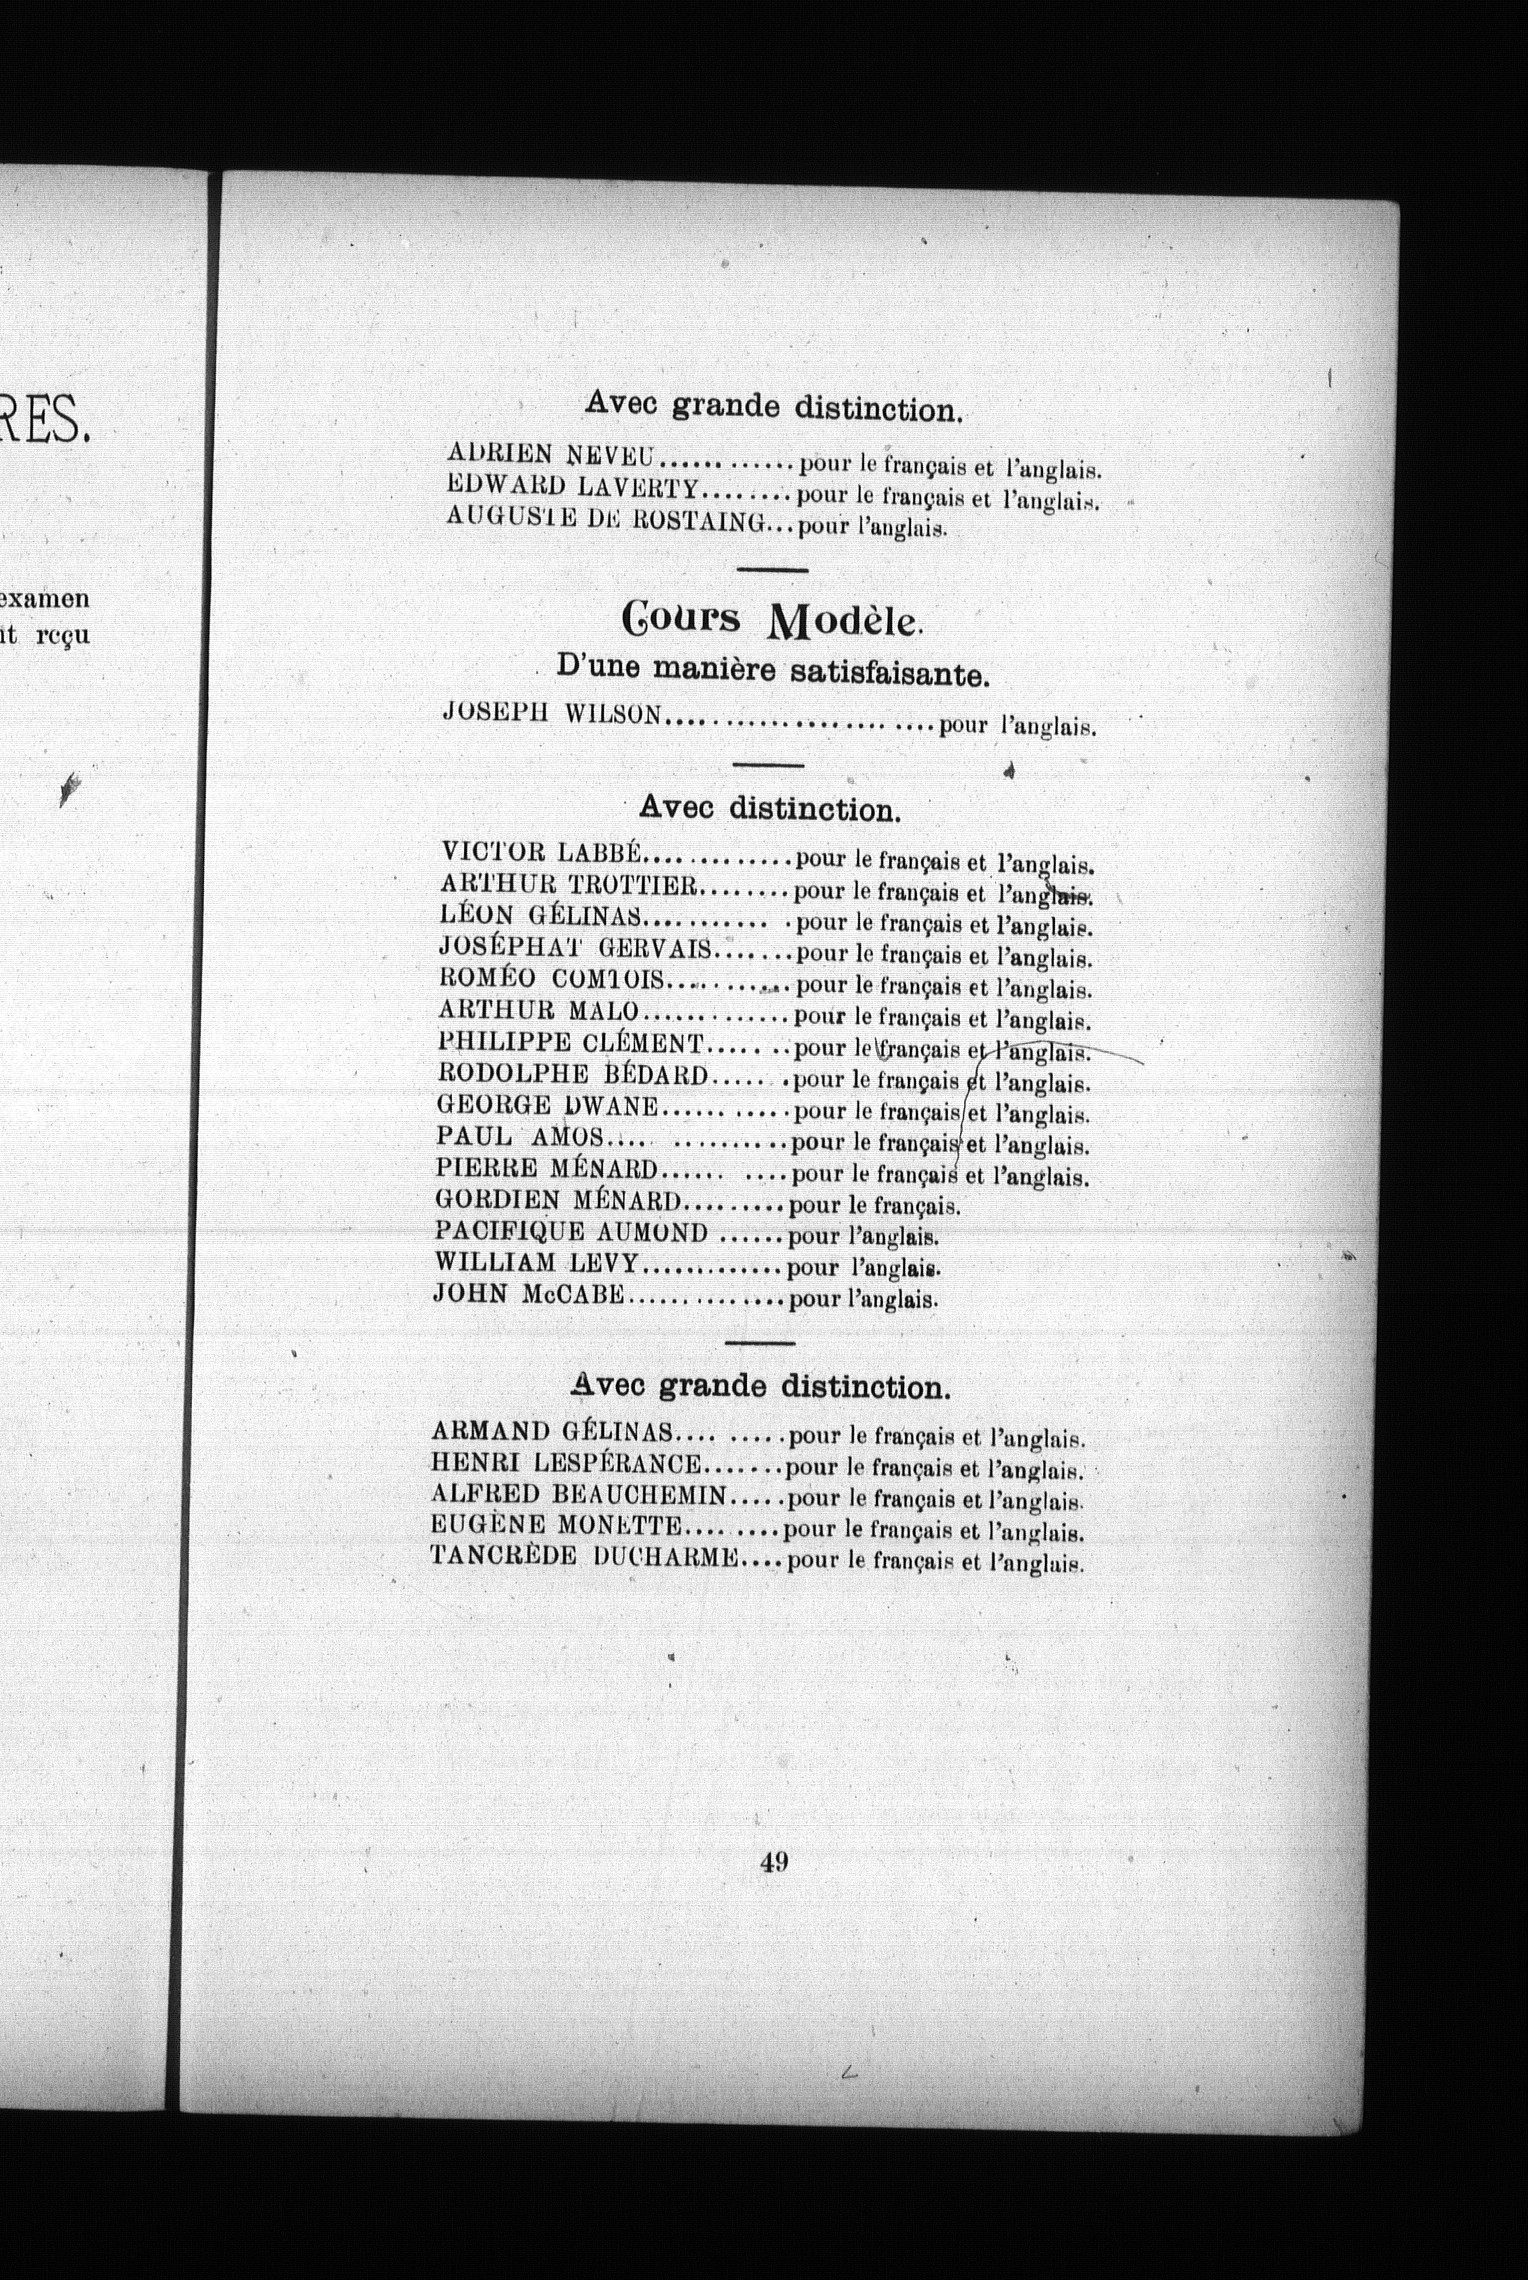 RES.
examen
nt reçu
Avec grande distinction.
ADRIEN NEVEU............pour le français et l'anglais.
EDWARD LAVERTY........pour le français et l'anglais.
AUGUSTE DE ROSTAING...pour l'anglais.
Cours Modèle.
D'une manière satisfaisante.
JOSEPH WILSON........................pour l'anglais.
Avec distinction.
VICTOR LABBÉ.............pour le français et l'anglais.
ARTHUR TROTTIER........pour le français et l'anglais.
LÉON GÉLINAS........... .pour le français et l'anglais.
JOSÉPHAT GERVAIS.......pour le français et l'anglais.
ROMÉO COMTOIS...........pour le français et l'anglais.
ARTHUR MALO.............pour le français et l'anglais.
PHILIPPE CLÉMENT..... ..pour le français et l'anglais.
RODOLPHE BÉDARD...... .pour le français et l'anglais.
GEORGE DWANE...... .....pour le français et l'anglais.
PAUL AMOS.... ..........pour le français et l'anglais.
PIERRE MÉNARD...... ....pour le français et l'anglais.
GORDIEN MÉNARD.........pour le français.
PACIFIQUE AUMOND ......pour l'anglais.
WILLIAM LEVY............pour l'anglais.
JOHN McCABE..............pour l'anglais.
Avec grande distinction.
ARMAND GÉLINAS.... .....pour le français et l'anglais.
HENRI LESPÉRANCE.......pour le français et l'anglais.
ALFRED BEAUCHEMIN.....pour le français et l'anglais.
EUGÈNE MONETTE.........pour le français et l'anglais.
TANCRÈDE DUCHARME....pour le français et l'anglais.
49